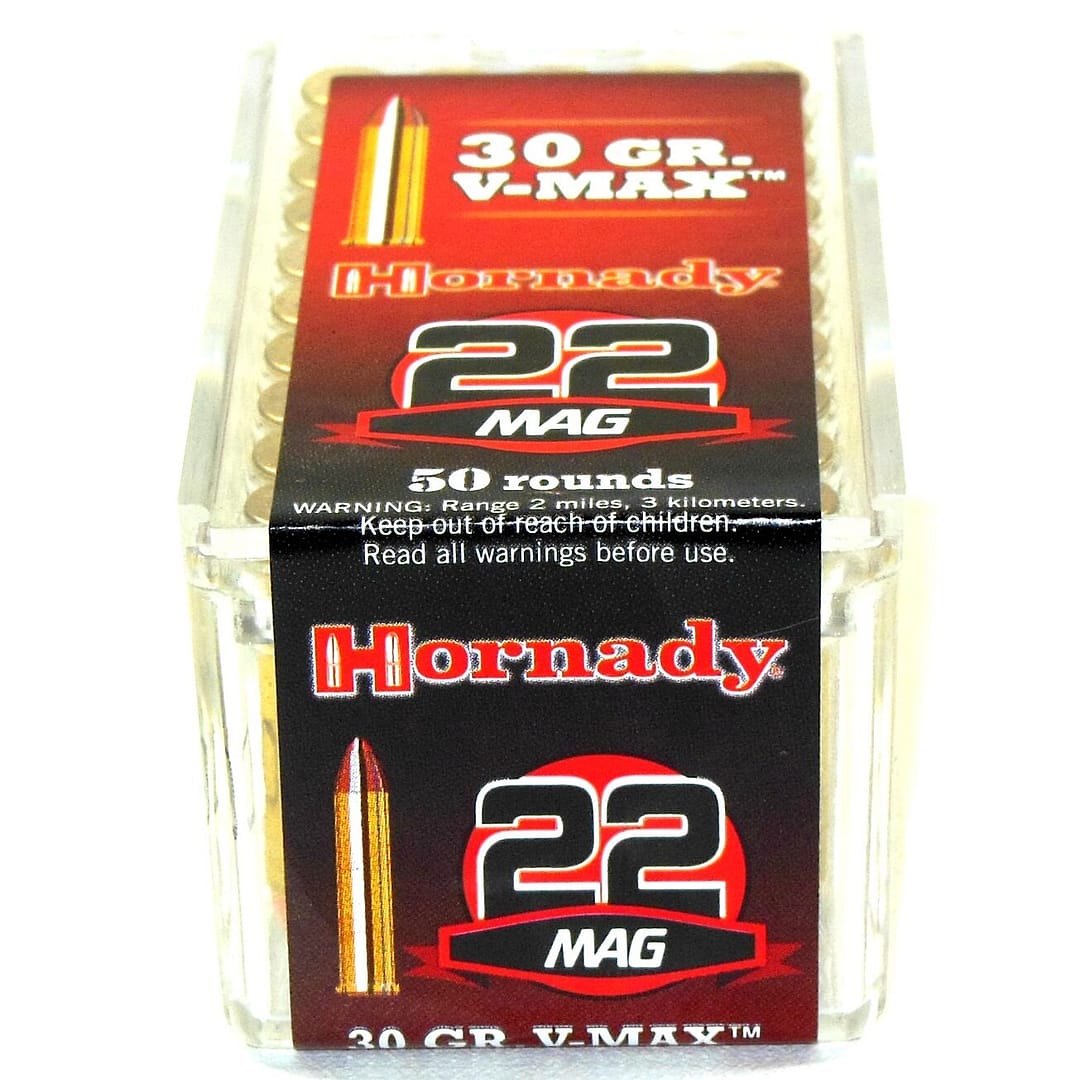 30 GR.
V-MAX™
Hornady
22
MAG
50 rounds
WARNING: Range 2 miles, 3 kilometers.
Keep out of reach of children.
Read all warnings before use.
Hornady®
22
MAG
30 GR. V-MAX™